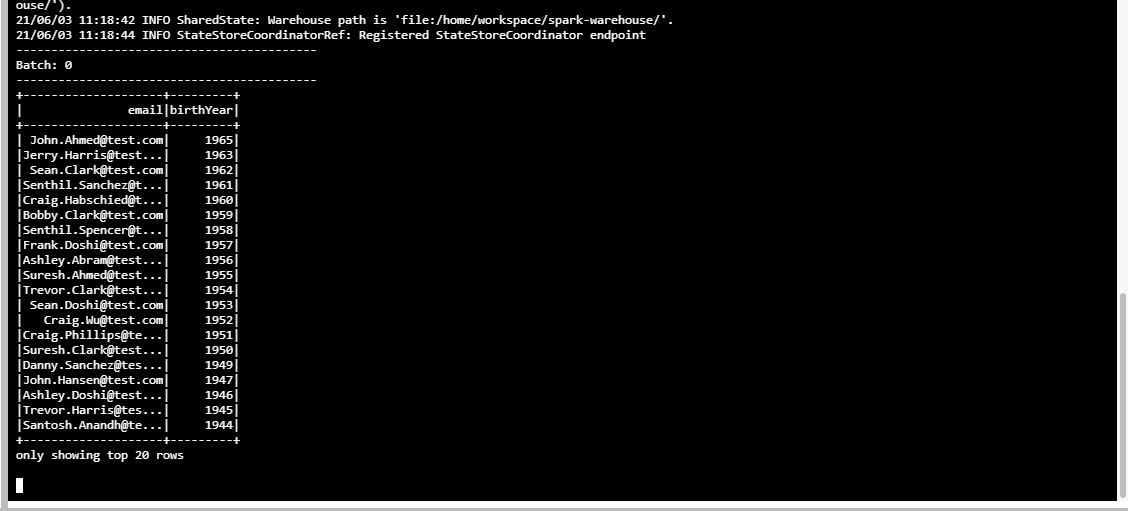 ouse/').
21/06/03 11:18:42 INFO SharedState: Warehouse path is 'file:/home/workspace/spark-warehouse/'.
21/06/03 11:18:44 INFO StateStoreCoordinatorRef: Registered StateStoreCoordinator endpoint
-------------------------------------------
Batch: 0
-------------------------------------------
+--------------------+---------+
|               email|birthYear|
+--------------------+---------+
| John.Ahmed@test.com|     1965|
|Jerry.Harris@test...|     1963|
| Sean.Clark@test.com|     1962|
|Senthil.Sanchez@t...|     1961|
|Craig.Habschied@t...|     1960|
|Bobby.Clark@test.com|     1959|
|Senthil.Spencer@t...|     1958|
|Frank.Doshi@test.com|     1957|
|Ashley.Abram@test...|     1956|
|Suresh.Ahmed@test...|     1955|
|Trevor.Clark@test...|     1954|
| Sean.Doshi@test.com|     1953|
|   Craig.Wu@test.com|     1952|
|Craig.Phillips@te...|     1951|
|Suresh.Clark@test...|     1950|
|Danny.Sanchez@tes...|     1949|
|John.Hansen@test.com|     1947|
|Ashley.Doshi@test...|     1946|
|Trevor.Harris@tes...|     1945|
|Santosh.Anandh@te...|     1944|
+--------------------+---------+
only showing top 20 rows